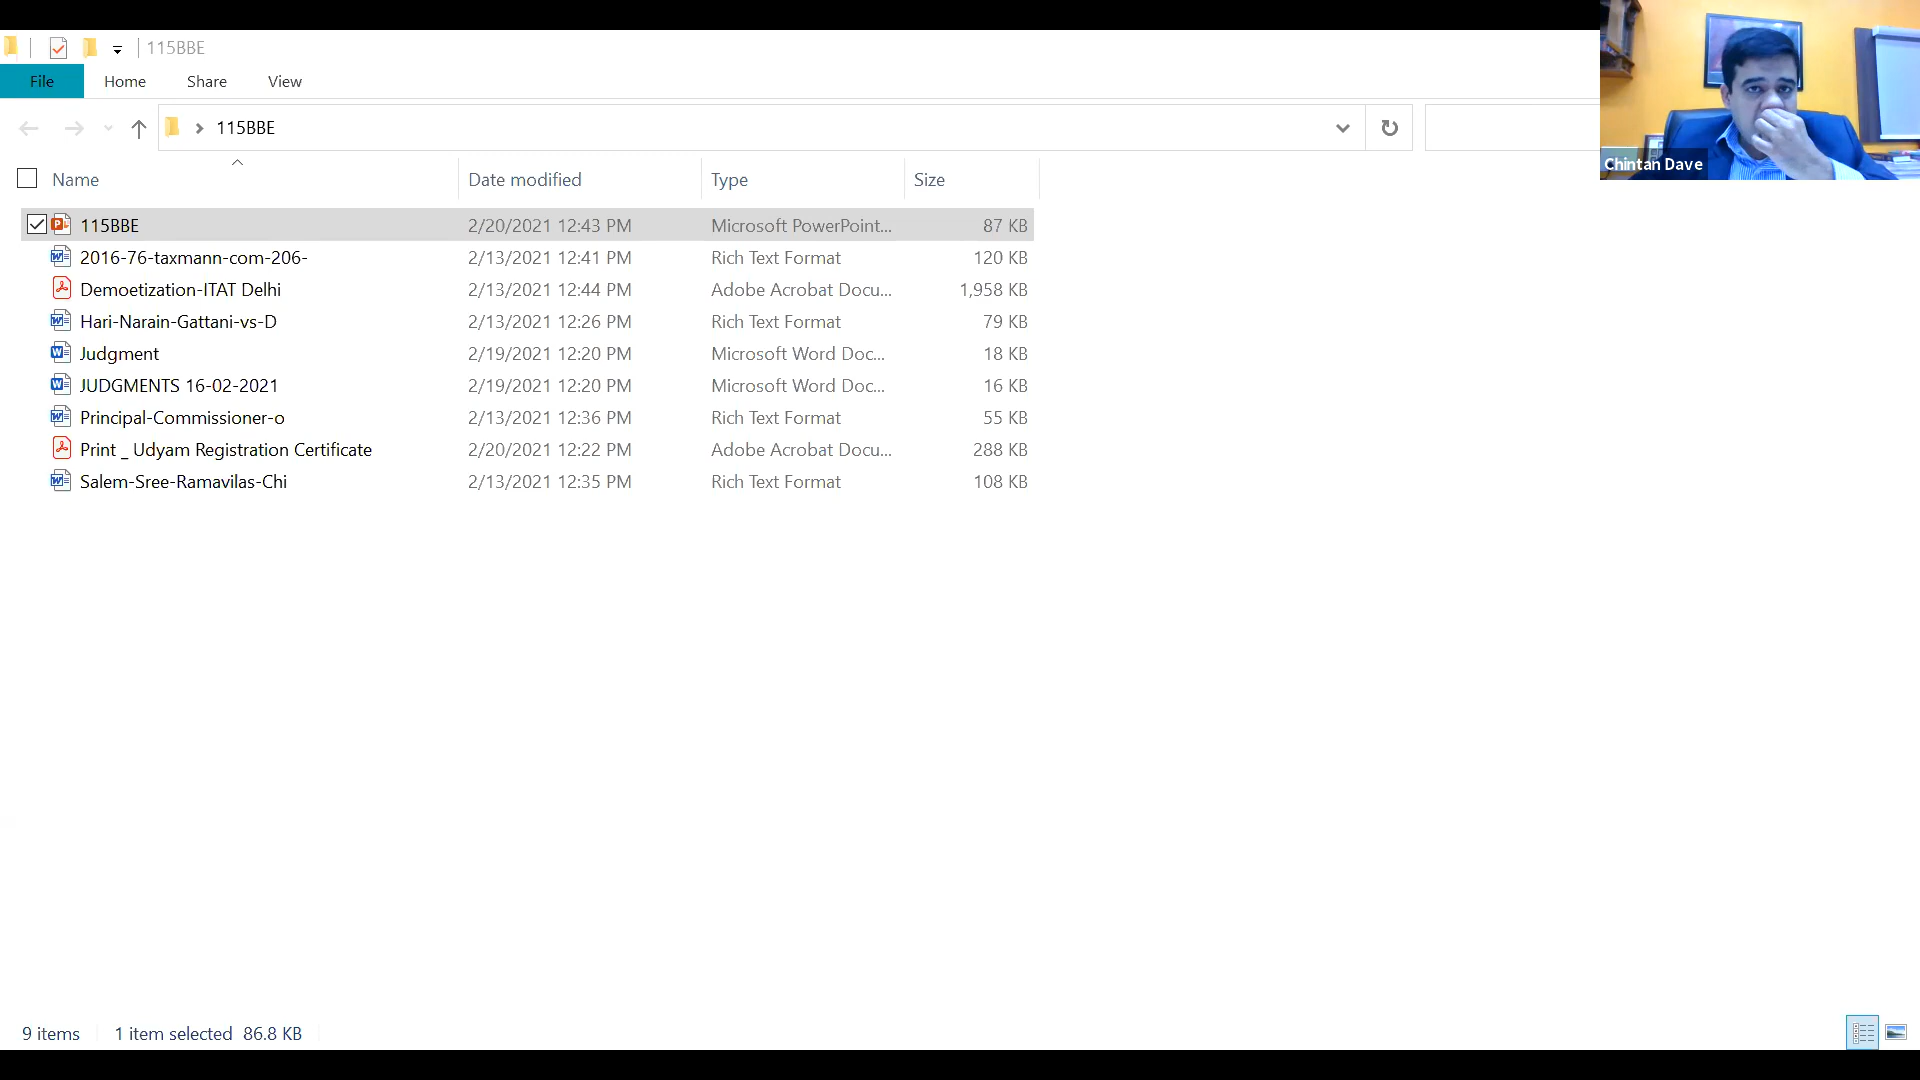 115BBE
File Home Share View
115BBE
Name Date modified Type Size
115BBE 2/20/2021 12:43 PM Microsoft PowerPoint... 87 KB
2016-76-taxmann-com-206- 2/13/2021 12:41 PM Rich Text Format 120 KB
Demoetization-ITAT Delhi 2/13/2021 12:44 PM Adobe Acrobat Docu... 1,958 KB
Hari-Narain-Gattani-vs-D 2/13/2021 12:26 PM Rich Text Format 79 KB
Judgment 2/19/2021 12:20 PM Microsoft Word Doc... 18 KB
JUDGMENTS 16-02-2021 2/19/2021 12:20 PM Microsoft Word Doc... 16 KB
Principal-Commissioner-o 2/13/2021 12:36 PM Rich Text Format 55 KB
Print _ Udyam Registration Certificate 2/20/2021 12:22 PM Adobe Acrobat Docu... 288 KB
Salem-Sree-Ramavilas-Chi 2/13/2021 12:35 PM Rich Text Format 108 KB
9 items 1 item selected 86.8 KB
Chintan Dave